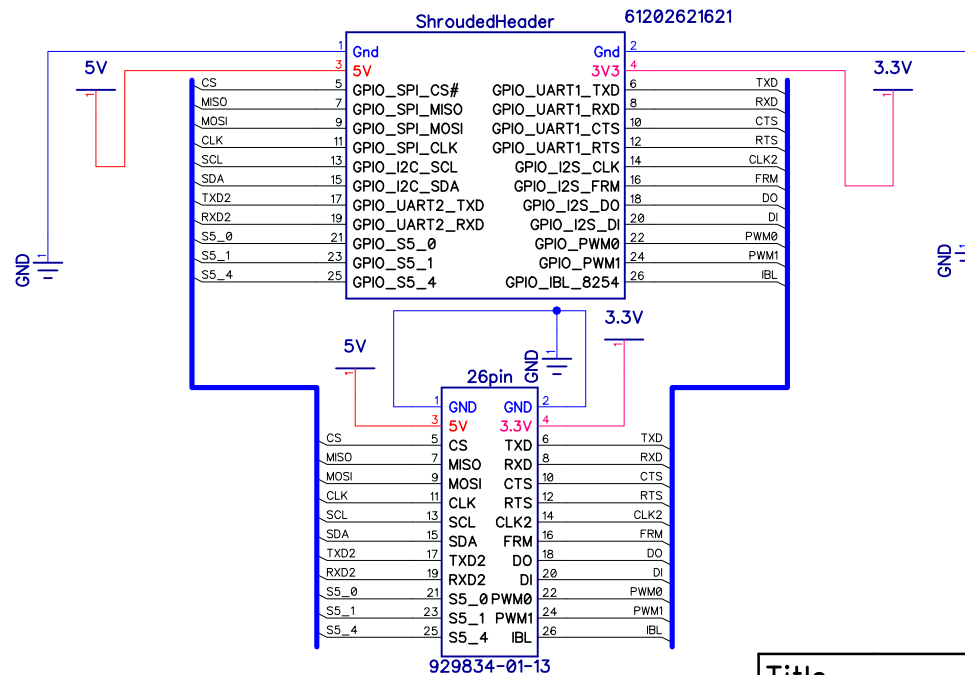 ShroudedHeader 61202621621
1 Gnd Gnd 2
5V 3 5V 3V3 4 3.3V
1 CS 5 GPIO_SPI_CS# GPIO_UART1_TXD 6 TXD 1
MISO 7 GPIO_SPI_MISO GPIO_UART1_RXD 8 RXD
MOSI 9 GPIO_SPI_MOSI GPIO_UART1_CTS 10 CTS
CLK 11 GPIO_SPI_CLK GPIO_UART1_RTS 12 RTS
SCL 13 GPIO_I2C_SCL GPIO_I2S_CLK 14 CLK2
SDA 15 GPIO_I2C_SDA GPIO_I2S_FRM 16 FRM
TXD2 17 GPIO_UART2_TXD GPIO_I2S_DO 18 DO
RXD2 19 GPIO_UART2_RXD GPIO_I2S_DI 20 DI
S5_0 21 GPIO_S5_0 GPIO_PWM0 22 PWM0
GND 1 S5_1 23 GPIO_S5_1 GPIO_PWM1 24 PWM1 GND 1
S5_4 25 GPIO_S5_4 GPIO_IBL_8254 26 IBL
3.3V
5V 1
1 GND 1
26pin
1 GND GND 2
3 5V 3.3V 4
CS 5 CS TXD 6 TXD
MISO 7 MISO RXD 8 RXD
MOSI 9 MOSI CTS 10 CTS
CLK 11 CLK RTS 12 RTS
SCL 13 SCL CLK2 14 CLK2
SDA 15 SDA FRM 16 FRM
TXD2 17 TXD2 DO 18 DO
RXD2 19 RXD2 DI 20 DI
S5_0 21 S5_0 PWM0 22 PWM0
S5_1 23 S5_1 PWM1 24 PWM1
S5_4 25 S5_4 IBL 26 IBL
929834-01-13
Title